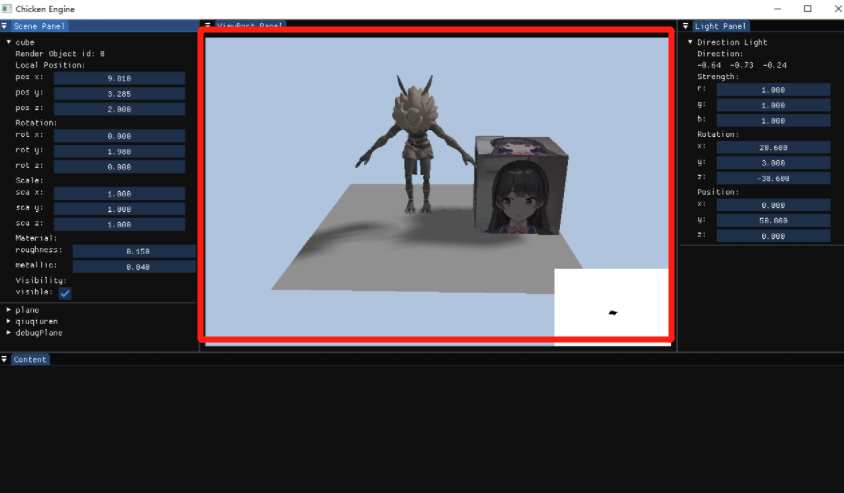 Chicken Engine
Scene Panel
cube
Render Object id: 0
Local Position:
pos x: 9.010
pos y: 3.285
pos z: 2.000
Rotation:
rot x: 0.000
rot y: 1.980
rot z: 0.000
Scale:
sca x: 1.000
sca y: 1.000
sca z: 1.000
Material:
roughness: 0.150
metallic: 0.040
Visibility:
visible:
plane
qiuqiuren
debugPlane
ViewPort Panel
Light Panel
Direction Light
Direction:
-0.64 -0.73 -0.24
Strength:
r: 1.000
g: 1.000
b: 1.000
Rotation:
x: 20.600
y: 3.000
z: -38.600
Position:
x: 0.000
y: 50.000
z: 0.000
Content